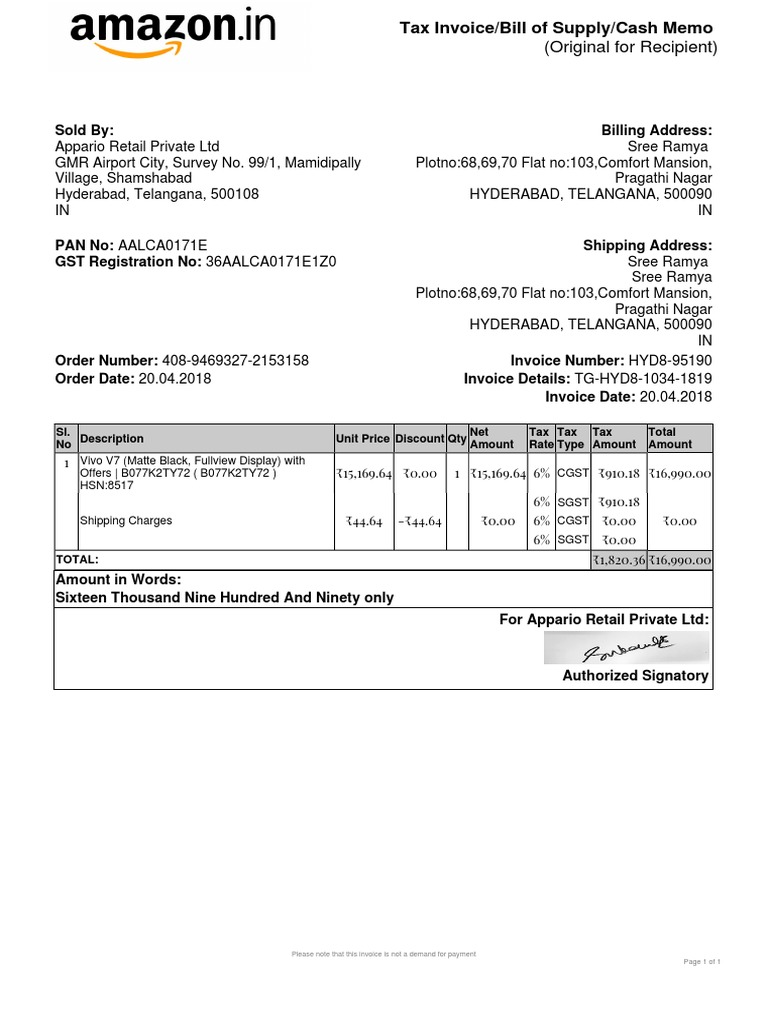 amazon.in
Tax Invoice/Bill of Supply/Cash Memo
(Original for Recipient)
Sold By:
Appario Retail Private Ltd
GMR Airport City, Survey No. 99/1, Mamidipally
Village, Shamshabad
Hyderabad, Telangana, 500108
IN
Billing Address:
Sree Ramya
Plotno:68,69,70 Flat no:103,Comfort Mansion,
Pragathi Nagar
HYDERABAD, TELANGANA, 500090
IN
PAN No: AALCA0171E
GST Registration No: 36AALCA0171E1Z0
Shipping Address:
Sree Ramya
Sree Ramya
Plotno:68,69,70 Flat no:103,Comfort Mansion,
Pragathi Nagar
HYDERABAD, TELANGANA, 500090
IN
Order Number: 408-9469327-2153158
Order Date: 20.04.2018
Invoice Number: HYD8-95190
Invoice Details: TG-HYD8-1034-1819
Invoice Date: 20.04.2018
Sl. No Description Unit Price Discount Qty Net Amount Tax Rate Tax Type Tax Amount Total Amount
1 Vivo V7 (Matte Black, Fullview Display) with
Offers | B077K2TY72 ( B077K2TY72 )
HSN:8517
₹15,169.64 ₹0.00 1 ₹15,169.64 6% CGST ₹910.18 ₹16,990.00
6% SGST ₹910.18
Shipping Charges ₹44.64 -₹44.64 ₹0.00 6% CGST ₹0.00 ₹0.00
6% SGST ₹0.00
TOTAL: ₹1,820.36 ₹16,990.00
Amount in Words:
Sixteen Thousand Nine Hundred And Ninety only
For Appario Retail Private Ltd:
Authorized Signatory
Please note that this invoice is not a demand for payment
Page 1 of 1